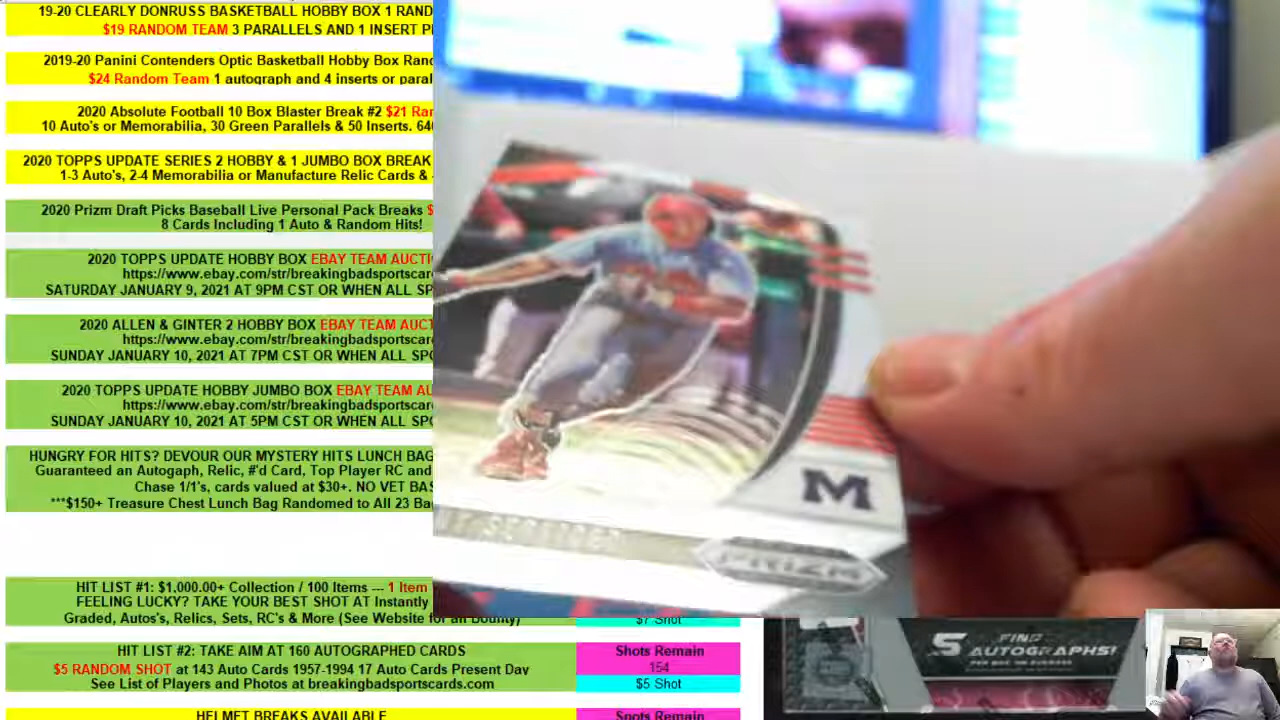 19-20 CLEARLY DONRUSS BASKETBALL HOBBY BOX 1 RAND
$19 RANDOM TEAM 3 PARALLELS AND 1 INSERT P
2019-20 Panini Contenders Optic Basketball Hobby Box Rand
$24 Random Team 1 autograph and 4 inserts or paral
2020 Absolute Football 10 Box Blaster Break #2 $21 Ran
10 Auto's or Memorabilia, 30 Green Parallels & 50 Inserts. 640
2020 TOPPS UPDATE SERIES 2 HOBBY & 1 JUMBO BOX BREAK
1-3 Auto's, 2-4 Memorabilia or Manufacture Relic Cards &
2020 Prizm Draft Picks Baseball Live Personal Pack Breaks $
8 Cards Including 1 Auto & Random Hits!
2020 TOPPS UPDATE HOBBY BOX EBAY TEAM AUCTI
https://www.ebay.com/str/breakingbadsportscar
SATURDAY JANUARY 9, 2021 AT 9PM CST OR WHEN ALL SP
2020 ALLEN & GINTER 2 HOBBY BOX EBAY TEAM AUCT
https://www.ebay.com/str/breakingbadsportscar
SUNDAY JANUARY 10, 2021 AT 7PM CST OR WHEN ALL SPO
2020 TOPPS UPDATE HOBBY JUMBO BOX EBAY TEAM AU
https://www.ebay.com/str/breakingbadsportscar
SUNDAY JANUARY 10, 2021 AT 5PM CST OR WHEN ALL SPO
HUNGRY FOR HITS? DEVOUR OUR MYSTERY HITS LUNCH BAG
Guaranteed an Autograph, Relic, #'d Card, Top Player RC and
Chase 1/1's, cards valued at $30+. NO VET BAS
***$150+ Treasure Chest Lunch Bag Randomed to All 23 Ba
M
PRIZM
HIT LIST #1: $1,000.00+ Collection / 100 Items --- 1 Item
FEELING LUCKY? TAKE YOUR BEST SHOT AT Instantly
Graded, Autos's, Relics, Sets, RC's & More (See Website for an Bounty)
$7 Shot
HIT LIST #2: TAKE AIM AT 160 AUTOGRAPHED CARDS
$5 RANDOM SHOT at 143 Auto Cards 1957-1994 17 Auto Cards Present Day
See List of Players and Photos at breakingbadsportscards.com
Shots Remain
154
$5 Shot
5 FIND AUTOGRAPHS!
HELMET BREAKS AVAILABLE
Spots Remain